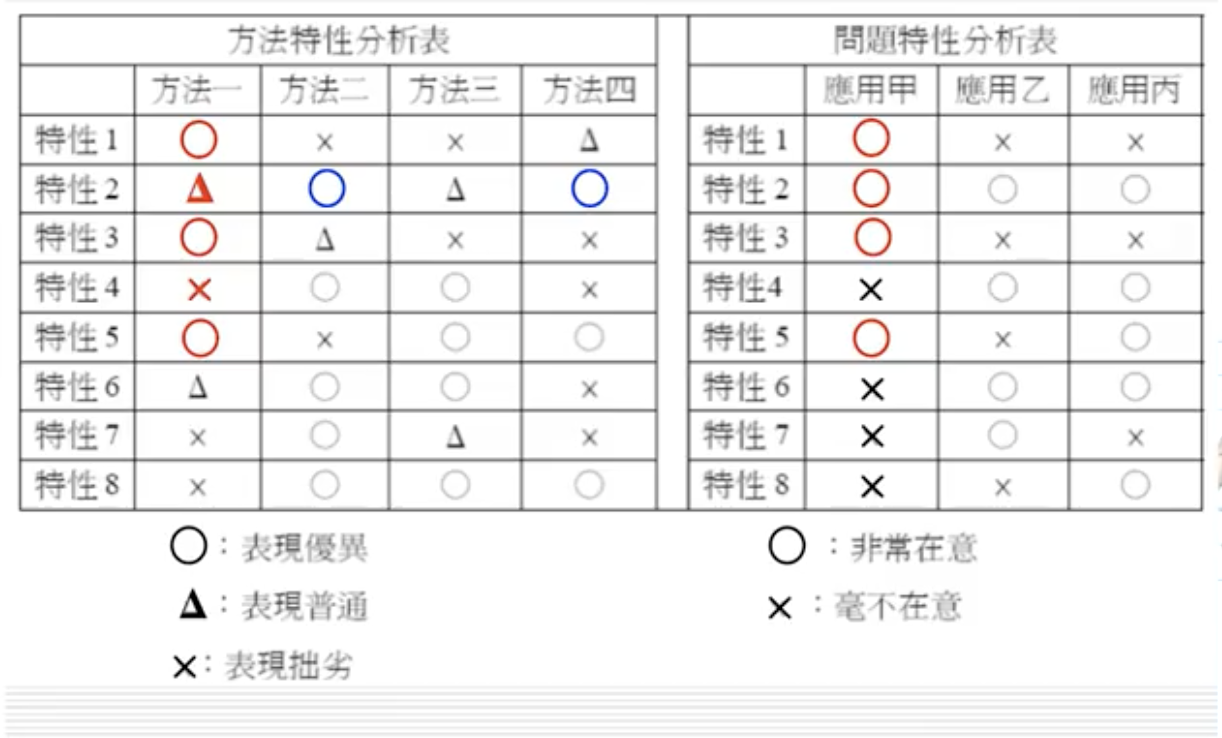 方法特性分析表 問題特性分析表
方法一 方法二 方法三 方法四 應用甲 應用乙 應用丙
特性 1 ○ × × Δ 特性 1 ○ × ×
特性 2 Δ ○ Δ ○ 特性 2 ○ ○ ○
特性 3 ○ Δ × × 特性 3 ○ × ×
特性 4 × ○ ○ × 特性4 × ○ ○
特性 5 ○ × ○ ○ 特性 5 ○ × ○
特性 6 Δ ○ ○ × 特性 6 × ○ ○
特性 7 × ○ Δ × 特性 7 × ○ ×
特性 8 × ○ ○ ○ 特性 8 × × ○
○：表現優異 ○：非常在意
Δ：表現普通 ×：毫不在意
×：表現拙劣